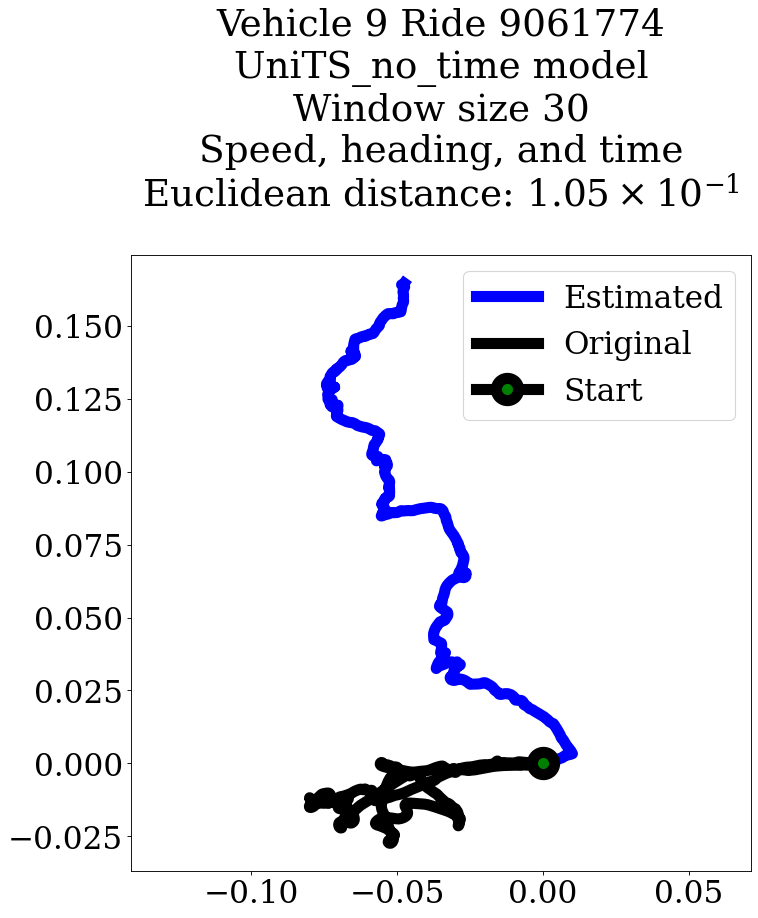 Vehicle 9 Ride 9061774
UniTS_no_time model
Window size 30
Speed, heading, and time
Euclidean distance: 1.05 × 10⁻¹
Estimated
Original
Start
0.150
0.125
0.100
0.075
0.050
0.025
0.000
−0.025
−0.10
−0.05
0.00
0.05